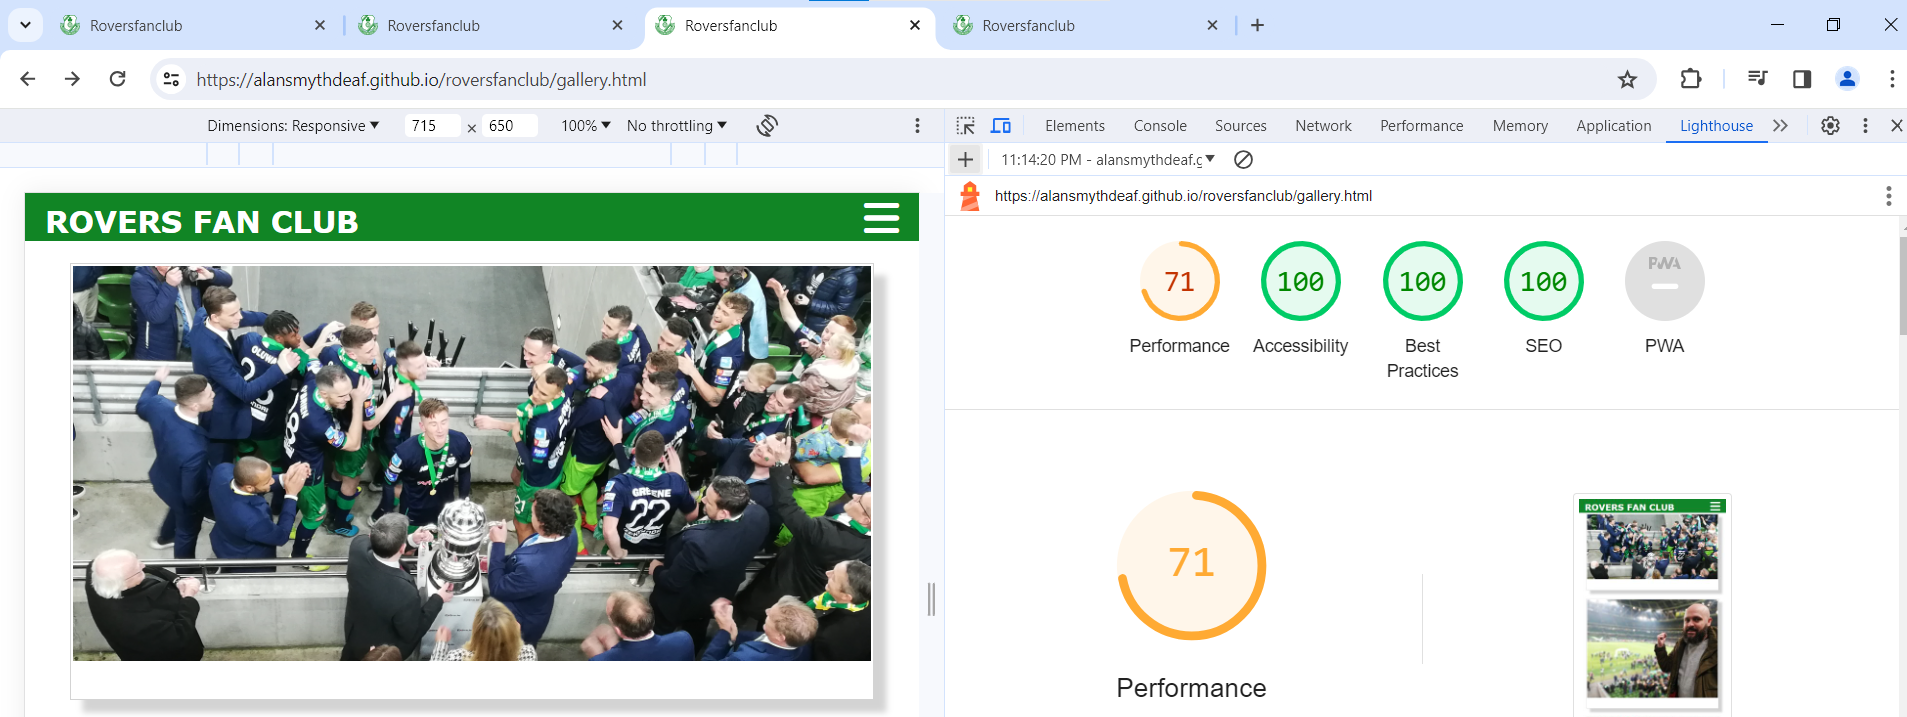 Roversfanclub
Roversfanclub
Roversfanclub
Roversfanclub
https://alansmythdeaf.github.io/roversfanclub/gallery.html
Dimensions: Responsive 715 × 650 100% No throttling
Elements Console Sources Network Performance Memory Application Lighthouse
11:14:20 PM - alansmythdeaf.g
https://alansmythdeaf.github.io/roversfanclub/gallery.html
ROVERS FAN CLUB
GREENE
22
71 100 100 100 PWA
Performance Accessibility Best Practices SEO PWA
71
Performance
ROVERS FAN CLUB